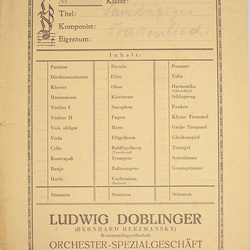 Nr.
Klasse:
Titel:
Komponist:
Eigentum:
Inhalt:
Partitur Piccolo Posaune
Direktionsstimme Flöte Tuba
Klavier Oboe Harmonika
Harmonium Klarinette Schlagzeug
Violine I Saxophon Pauken
Violine II Fagott Kleine Trommel
Viol. obligat Horn Große Trommel
Viola Flügelhorn Glockenspiel
Cello Triangel
Kontrabaß Trompete Solostimme
Banjo Gesangstimme
Harfe
Stimmen Stimmen Stimmen
LUDWIG DOBLINGER
(BERNHARD HERZMANSKY)
Kommanditgesellschaft
ORCHESTER-SPEZIALGESCHÄFT